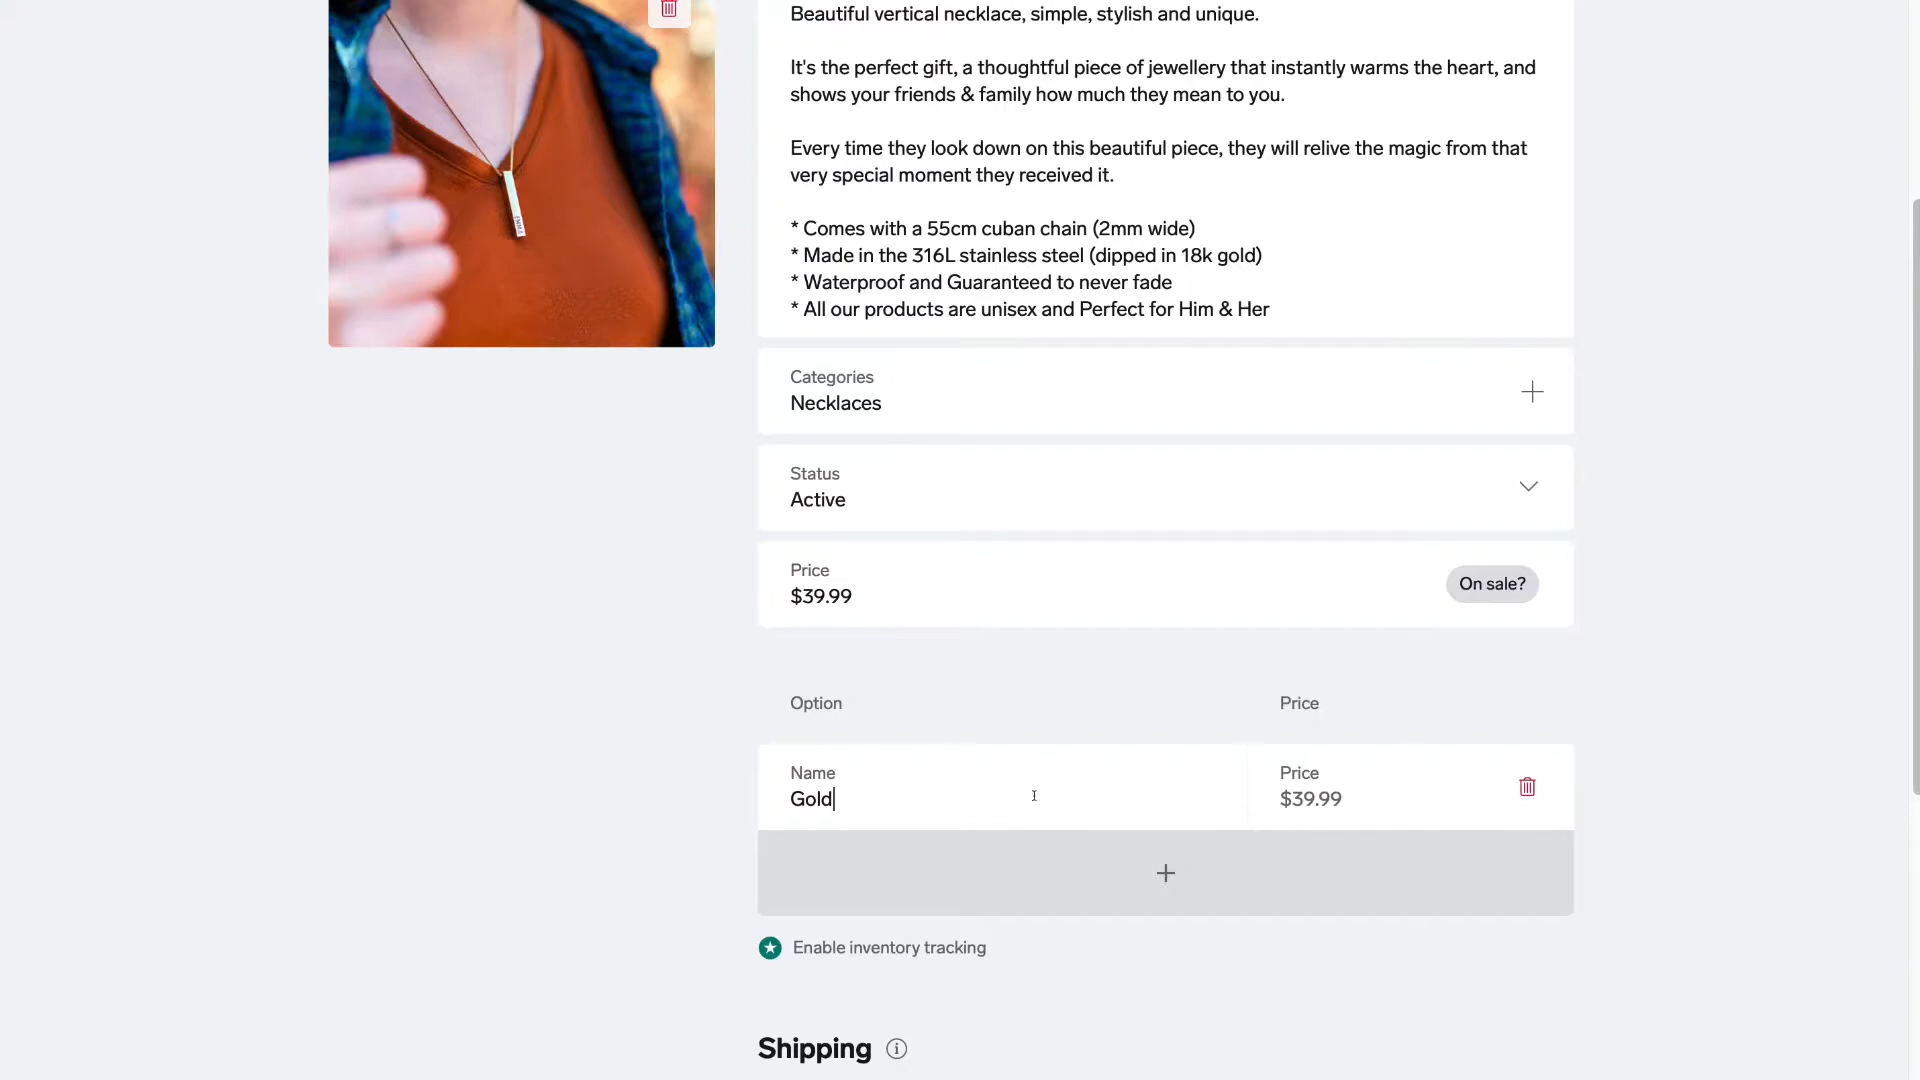 Beautiful vertical necklace, simple, stylish and unique.
It's the perfect gift, a thoughtful piece of jewellery that instantly warms the heart, and
shows your friends & family how much they mean to you.
Every time they look down on this beautiful piece, they will relive the magic from that
very special moment they received it.
* Comes with a 55cm cuban chain (2mm wide)
* Made in the 316L stainless steel (dipped in 18k gold)
* Waterproof and Guaranteed to never fade
* All our products are unisex and Perfect for Him & Her
Categories
Necklaces
Status
Active
Price
$39.99
On sale?
Option
Price
Name
Gold
Price
$39.99
Enable inventory tracking
Shipping